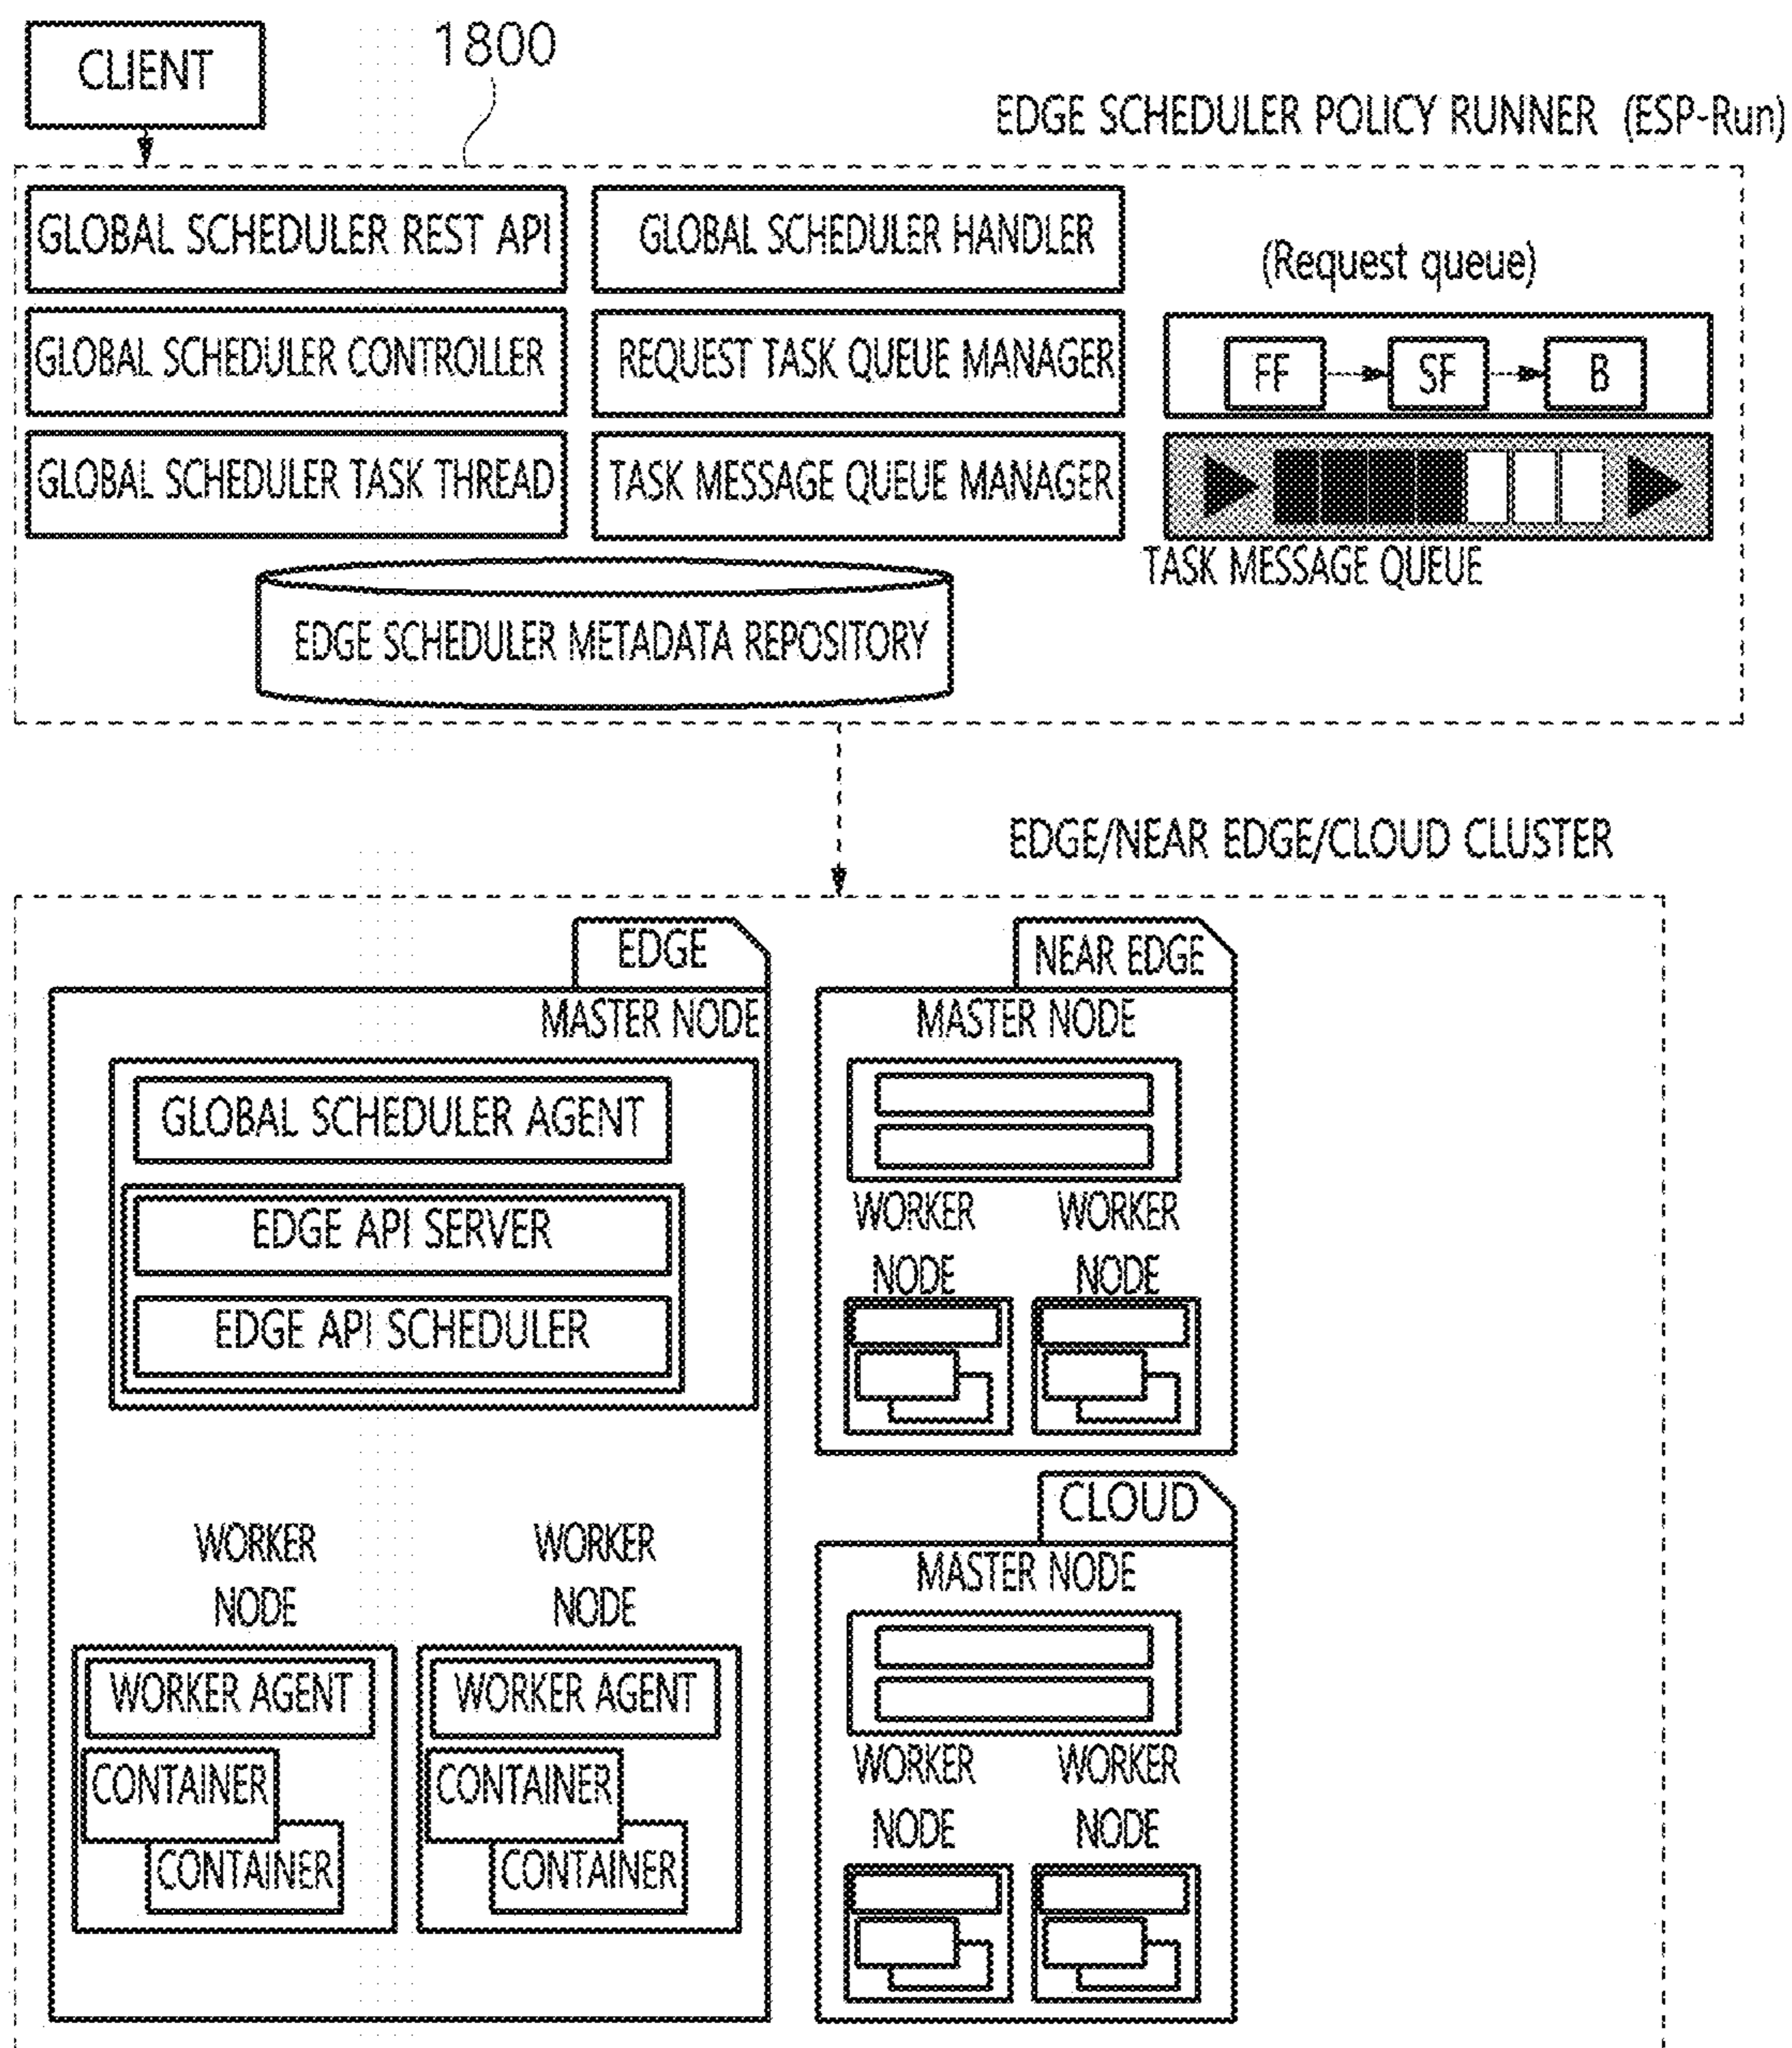 CLIENT
1800
EDGE SCHEDULER POLICY RUNNER (ESP-Run)
GLOBAL SCHEDULER REST API
GLOBAL SCHEDULER HANDLER
(Request queue)
GLOBAL SCHEDULER CONTROLLER
REQUEST TASK QUEUE MANAGER
FF
SF
B
GLOBAL SCHEDULER TASK THREAD
TASK MESSAGE QUEUE MANAGER
TASK MESSAGE QUEUE
EDGE SCHEDULER METADATA REPOSITORY
EDGE/NEAR EDGE/CLOUD CLUSTER
EDGE
MASTER NODE
GLOBAL SCHEDULER AGENT
EDGE API SERVER
EDGE API SCHEDULER
WORKER
NODE
WORKER
NODE
WORKER AGENT
CONTAINER
CONTAINER
WORKER AGENT
CONTAINER
CONTAINER
NEAR EDGE
MASTER NODE
WORKER
NODE
WORKER
NODE
CLOUD
MASTER NODE
WORKER
NODE
WORKER
NODE